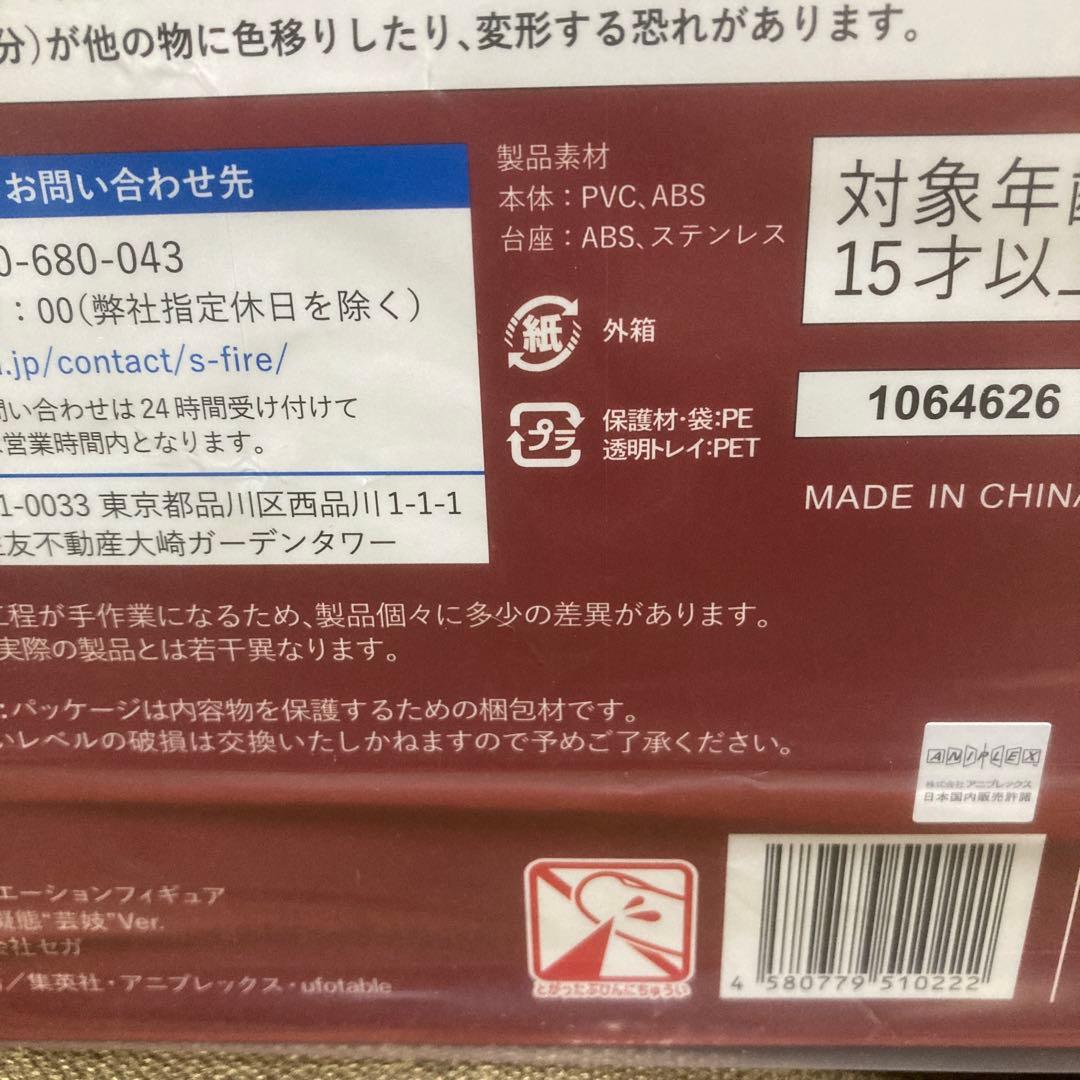 分)が他の物に色移りしたり、変形する恐れがあります。
お問い合わせ先
0-680-043
:00(弊社指定休日を除く)
.jp/contact/s-fire/
問い合わせは24時間受け付けて
営業時間内となります。
1-0033 東京都品川区西品川1-1-1
友不動産大崎ガーデンタワー
製品素材
本体:PVC、ABS
台座:ABS、ステンレス
紙
外箱
プラ
保護材・袋:PE
透明トレイ:PET
対象年齢
15才以上
1064626
MADE IN CHINA
工程が手作業になるため、製品個々に多少の差異があります。
実際の製品とは若干異なります。
:パッケージは内容物を保護するための梱包材です。
いレベルの破損は交換いたしかねますので予めご了承ください。
ANIPLEX
株式会社アニプレックス
日本国内販売許諾
エーションフィギュア
擬態“芸妓”Ver.
会社セガ
/集英社・アニプレックス・ufotable
とがったぶひんにちゅうい
4 580779 510222